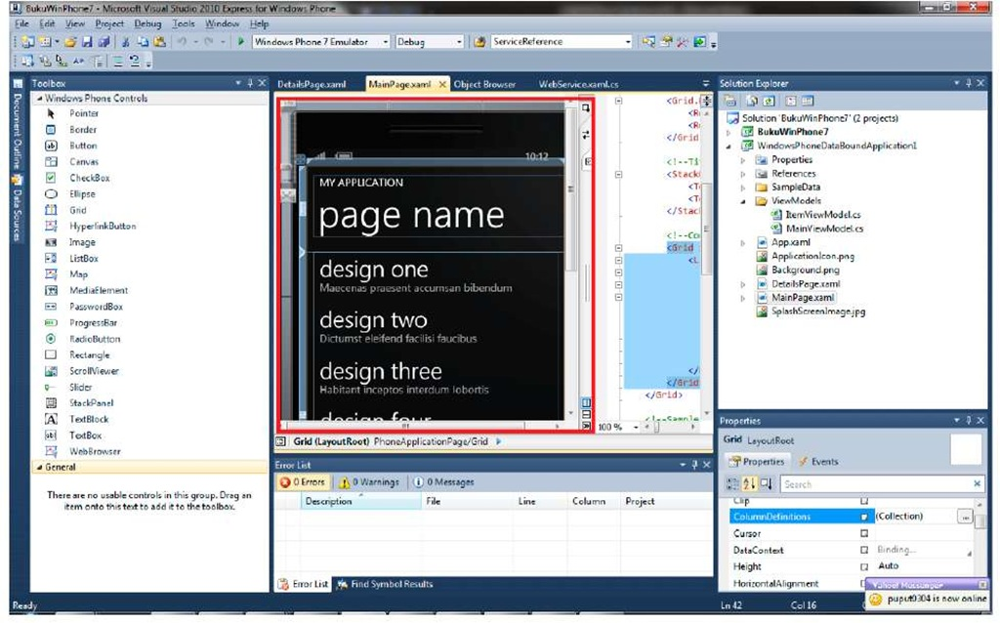 BukuWinPhone7 - Microsoft Visual Studio 2010 Express for Windows Phone
File Edit View Project Debug Tools Window Help
Windows Phone 7 Emulator Debug ServiceReference
Document Outline
Data Sources
Toolbox
Windows Phone Controls
Pointer
Border
Button
Canvas
CheckBox
Ellipse
Grid
HyperlinkButton
Image
ListBox
Map
MediaElement
PasswordBox
ProgressBar
RadioButton
Rectangle
ScrollViewer
Slider
StackPanel
TextBlock
TextBox
WebBrowser
General
There are no usable controls in this group. Drag an
item onto this text to add it to the toolbox.
DetailsPage.xaml MainPage.xaml Object Browser WebService.xaml.cs
10:12
MY APPLICATION
page name
design one
Maecenas praesent accumsan bibendum
design two
Dictumst eleifend facilisi faucibus
design three
Habitant inceptos interdum lobortis
design four
<Grid.
<R
<R
</Grid
<!--Ti
<Stack
<Te
<Te
</Stac
<!--Co
<Grid
<L
</
</Grid
</Grid>
<!--Sample
100 %
Grid (LayoutRoot) PhoneApplicationPage/Grid
Error List
0 Errors 0 Warnings 0 Messages
Description File Line Column Project
Error List Find Symbol Results
Solution Explorer
Solution 'BukuWinPhone7' (2 projects)
BukuWinPhone7
WindowsPhoneDataBoundApplication1
Properties
References
SampleData
ViewModels
ItemViewModel.cs
MainViewModel.cs
App.xaml
ApplicationIcon.png
Background.png
DetailsPage.xaml
MainPage.xaml
SplashScreenImage.jpg
Properties
Grid LayoutRoot
Properties Events
Search
Clip
ColumnDefinitions (Collection) ...
Cursor
DataContext Binding...
Height Auto
HorizontalAlignment
Yahoo! Messenger
puput0304 is now online
Ready Ln 42 Col 16